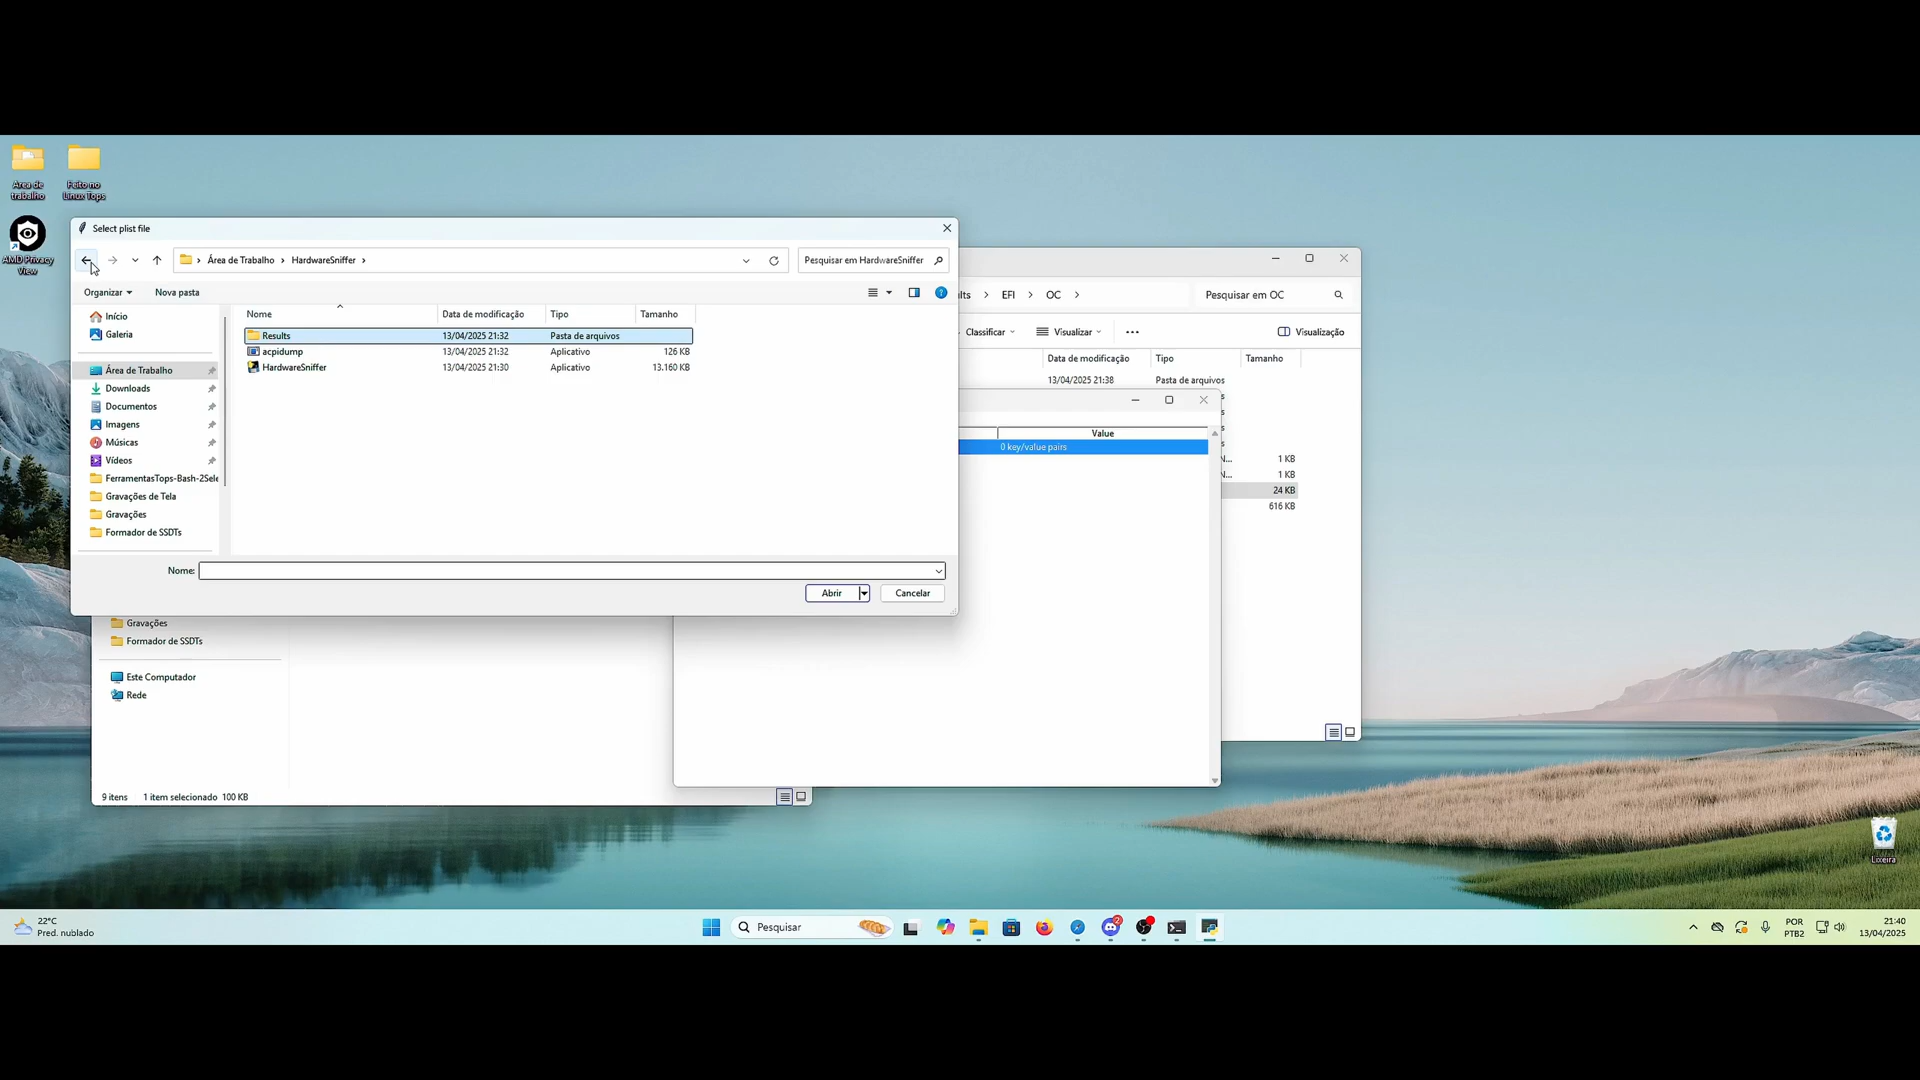 Área de
trabalho
Feito no
Linux Tops
AMD Privacy
View
Select plist file
Área de Trabalho
HardwareSniffer
Pesquisar em HardwareSniffer
Organizar
Nova pasta
Início
Galeria
Área de Trabalho
Downloads
Documentos
Imagens
Músicas
Vídeos
FerramentasTops-Bash-2Sele
Gravações de Tela
Gravações
Formador de SSDTs
Nome
Data de modificação
Tipo
Tamanho
Results
13/04/2025 21:32
Pasta de arquivos
acpidump
13/04/2025 21:32
Aplicativo
126 KB
HardwareSniffer
13/04/2025 21:30
Aplicativo
13.160 KB
Nome:
Abrir
Cancelar
lts
EFI
OC
Pesquisar em OC
Classificar
Visualizar
Visualização
Data de modificação
Tipo
Tamanho
13/04/2025 21:38
Pasta de arquivos
s
s
s
N...
1 KB
N...
1 KB
24 KB
616 KB
Value
0 key/value pairs
Gravações
Formador de SSDTs
Este Computador
Rede
9 itens
1 item selecionado 100 KB
Lixeira
22°C
Pred. nublado
Pesquisar
2
POR
PTB2
21:40
13/04/2025